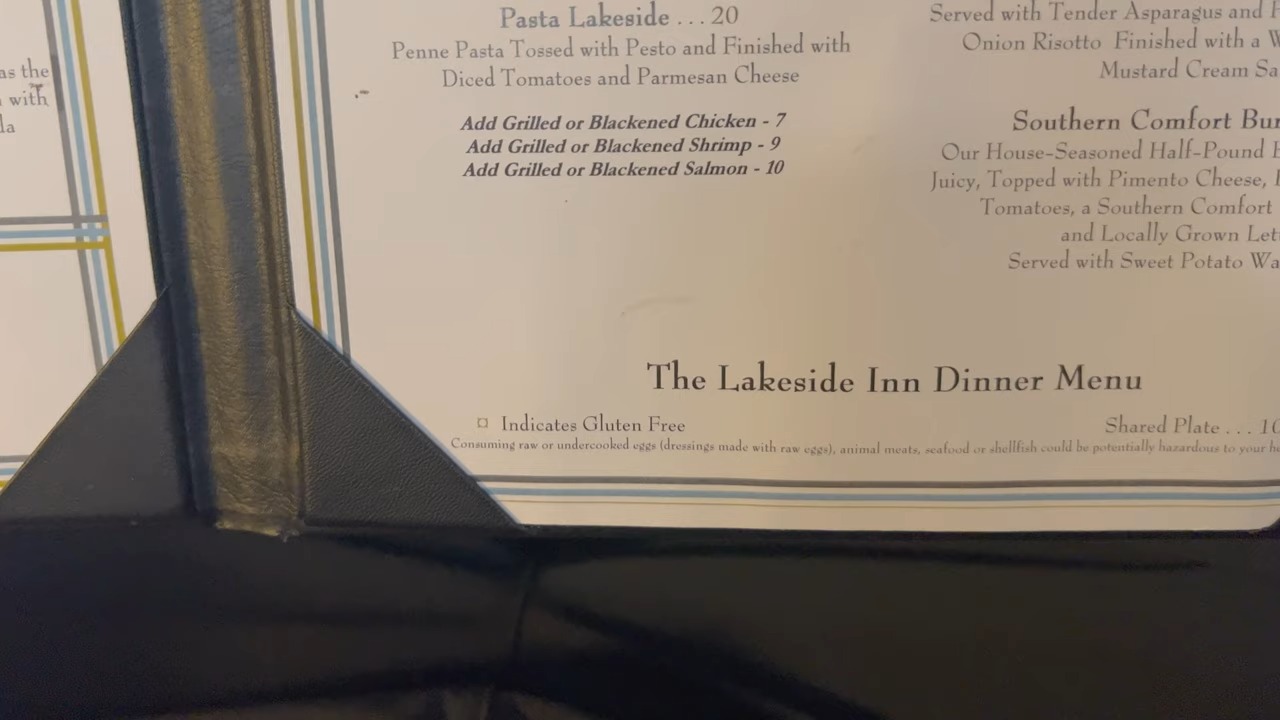 as the
with
la
Pasta Lakeside . . . 20
Penne Pasta Tossed with Pesto and Finished with
Diced Tomatoes and Parmesan Cheese
Add Grilled or Blackened Chicken - 7
Add Grilled or Blackened Shrimp - 9
Add Grilled or Blackened Salmon - 10
Served with Tender Asparagus and
Onion Risotto Finished with a
Mustard Cream
Southern Comfort
Our House-Seasoned Half-Pound
Juicy, Topped with Pimento Cheese,
Tomatoes, a Southern Comfort
and Locally Grown
Served with Sweet Potato
The Lakeside Inn Dinner Menu
¤ Indicates Gluten Free
Shared Plate . . . 10
Consuming raw or undercooked eggs (dressings made with raw eggs), animal meats, seafood or shellfish could be potentially hazardous to your